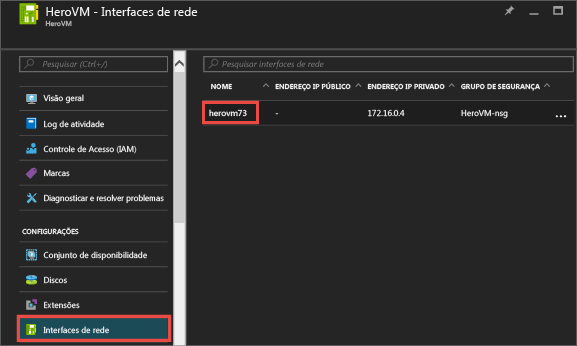 HeroVM - Interfaces de rede
HeroVM
Pesquisar (Ctrl+/)
Visão geral
Log de atividade
Controle de Acesso (IAM)
Marcas
Diagnosticar e resolver problemas
CONFIGURAÇÕES
Conjunto de disponibilidade
Discos
Extensões
Interfaces de rede
Pesquisar interfaces de rede
NOME ENDEREÇO IP PÚBLICO ENDEREÇO IP PRIVADO GRUPO DE SEGURANÇA
herovm73 - 172.16.0.4 HeroVM-nsg ...